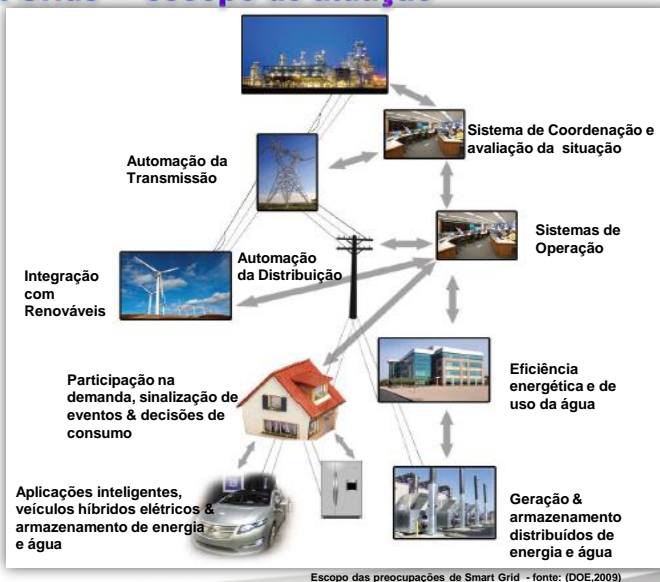 escopo de atuação
Sistema de Coordenação e
avaliação da situação
Automação da
Transmissão
Sistemas de
Operação
Automação
da Distribuição
Integração
com
Renováveis
Participação na
demanda, sinalização de
eventos & decisões de
consumo
Eficiência
energética e de
uso da água
Aplicações inteligentes,
veículos híbridos elétricos &
armazenamento de energia
e água
Geração &
armazenamento
distribuídos de
energia e água
Escopo das preocupações de Smart Grid - fonte: (DOE,2009)